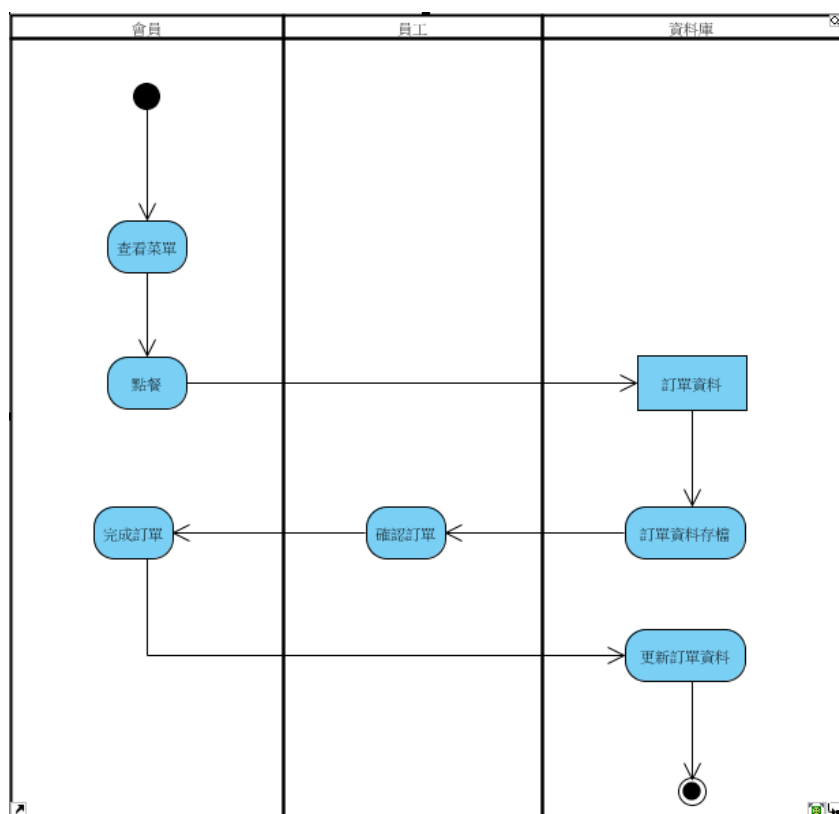 會員
員工
資料庫
查看菜單
點餐
訂單資料
完成訂單
確認訂單
訂單資料存檔
更新訂單資料